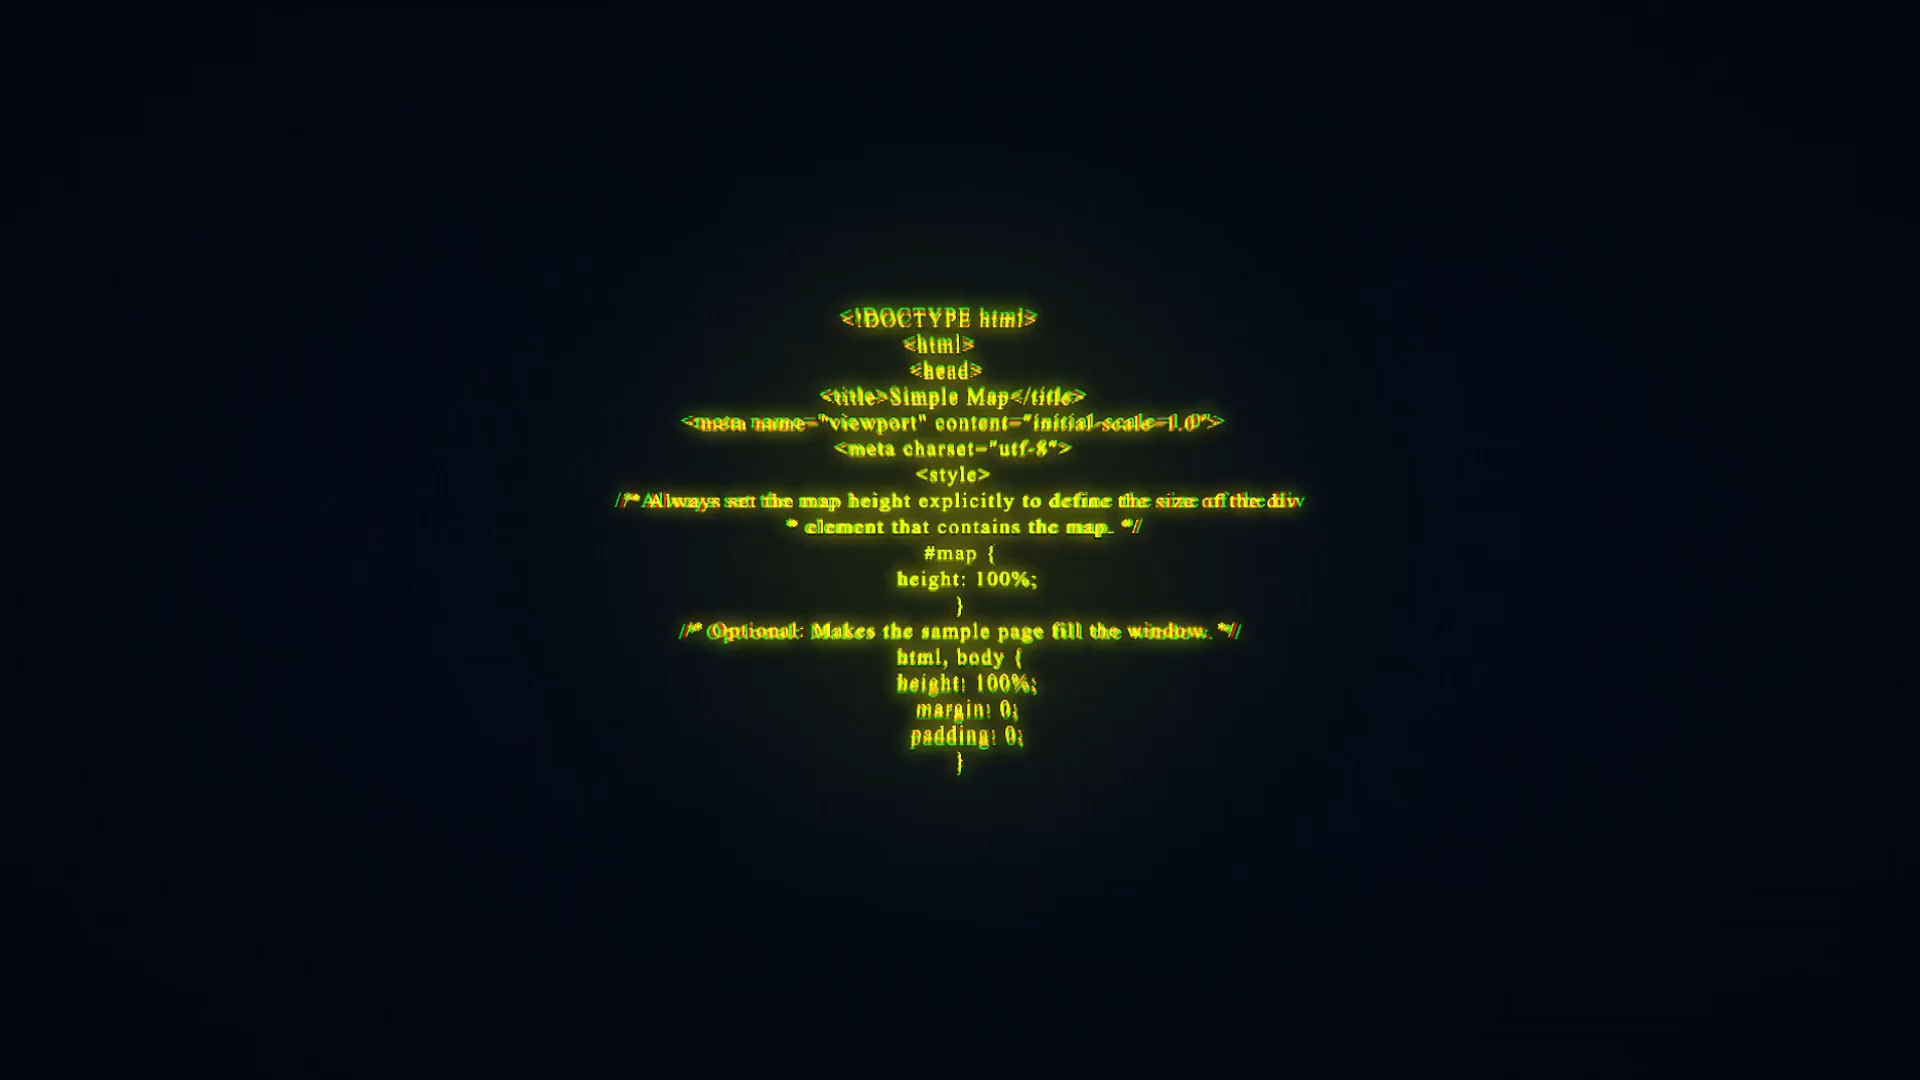 <!DOCTYPE html>
<html>
<head>
<title>Simple Map</title>
<meta name="viewport" content="initial-scale=1.0">
<meta charset="utf-8">
<style>
/* Always set the map height explicitly to define the size of the div
* element that contains the map. */
#map {
height: 100%;
}
/* Optional: Makes the sample page fill the window. */
html, body {
height: 100%;
margin: 0;
padding: 0;
}